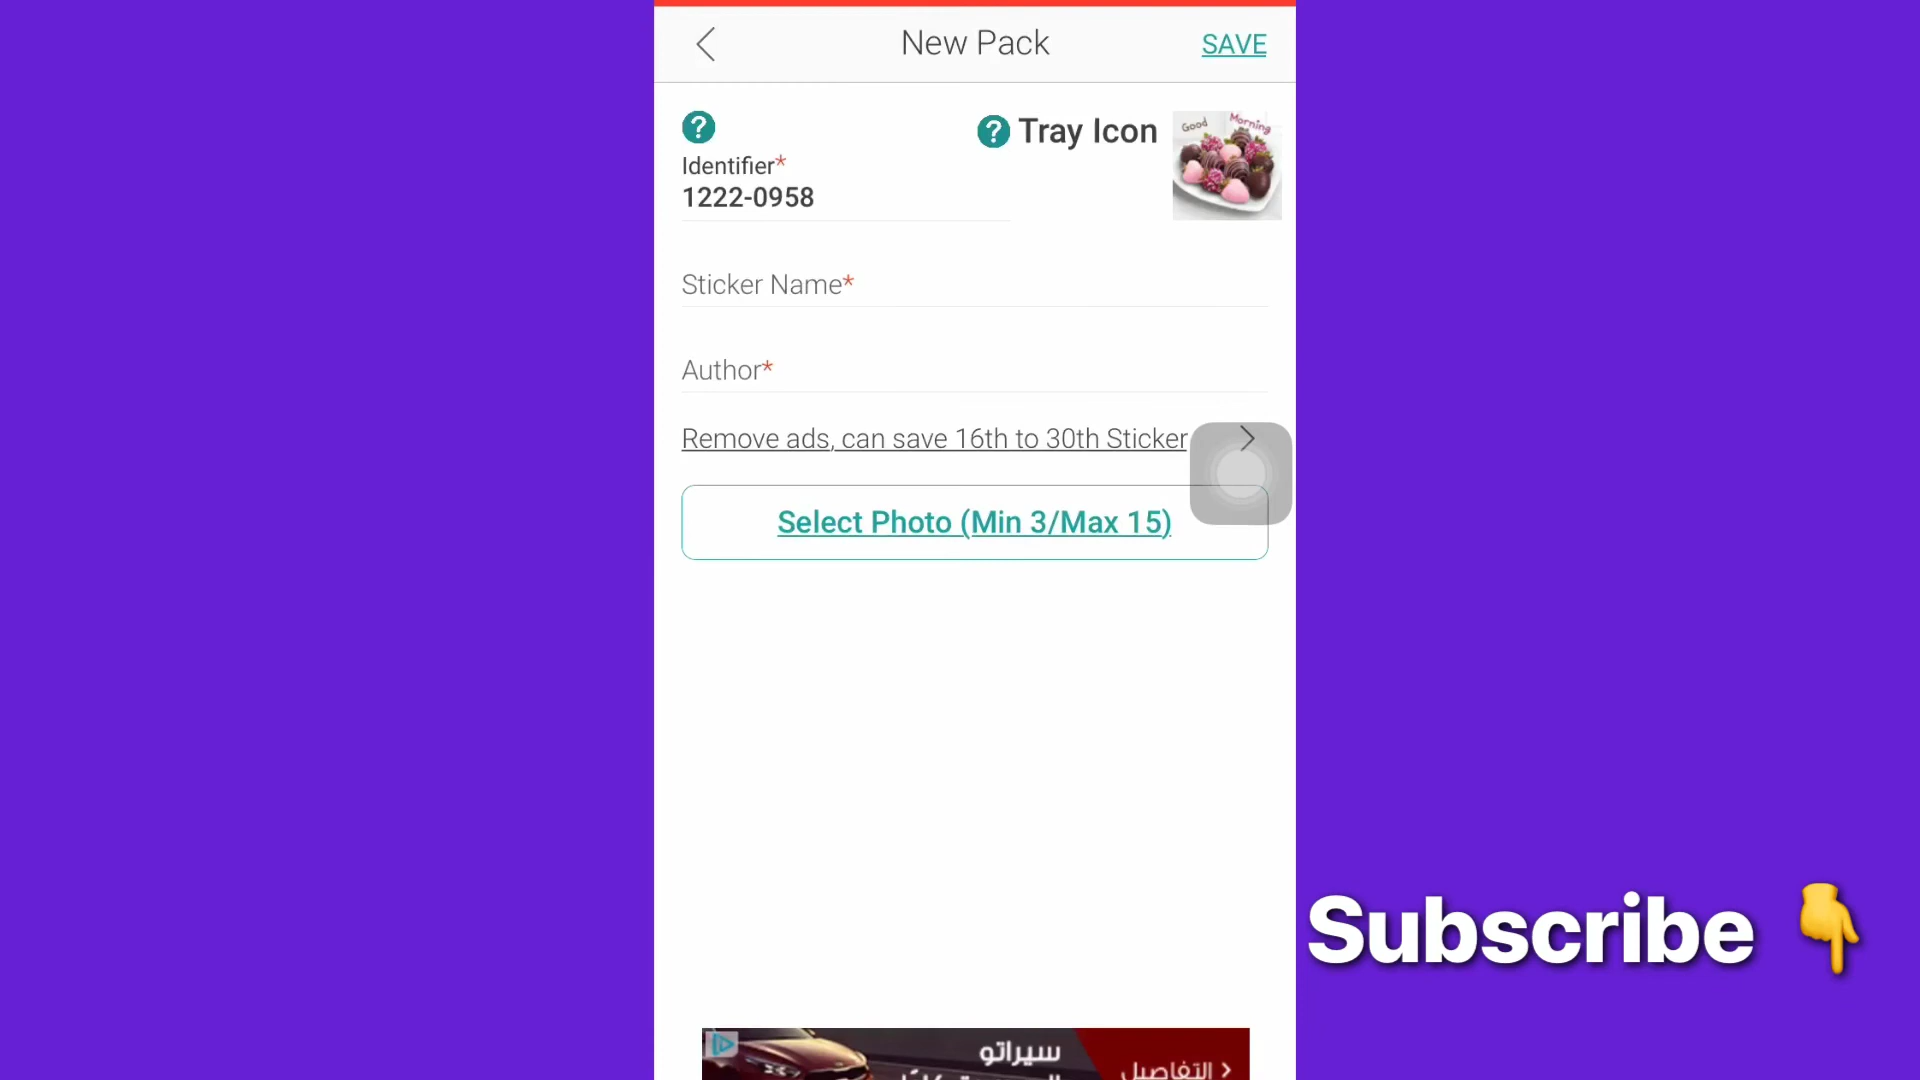 New Pack
SAVE
?
? Tray Icon
Good Morning
Identifier*
1222-0958
Sticker Name*
Author*
Remove ads, can save 16th to 30th Sticker
Select Photo (Min 3/Max 15)
Subscribe 👇
سيراتو
التفاصيل